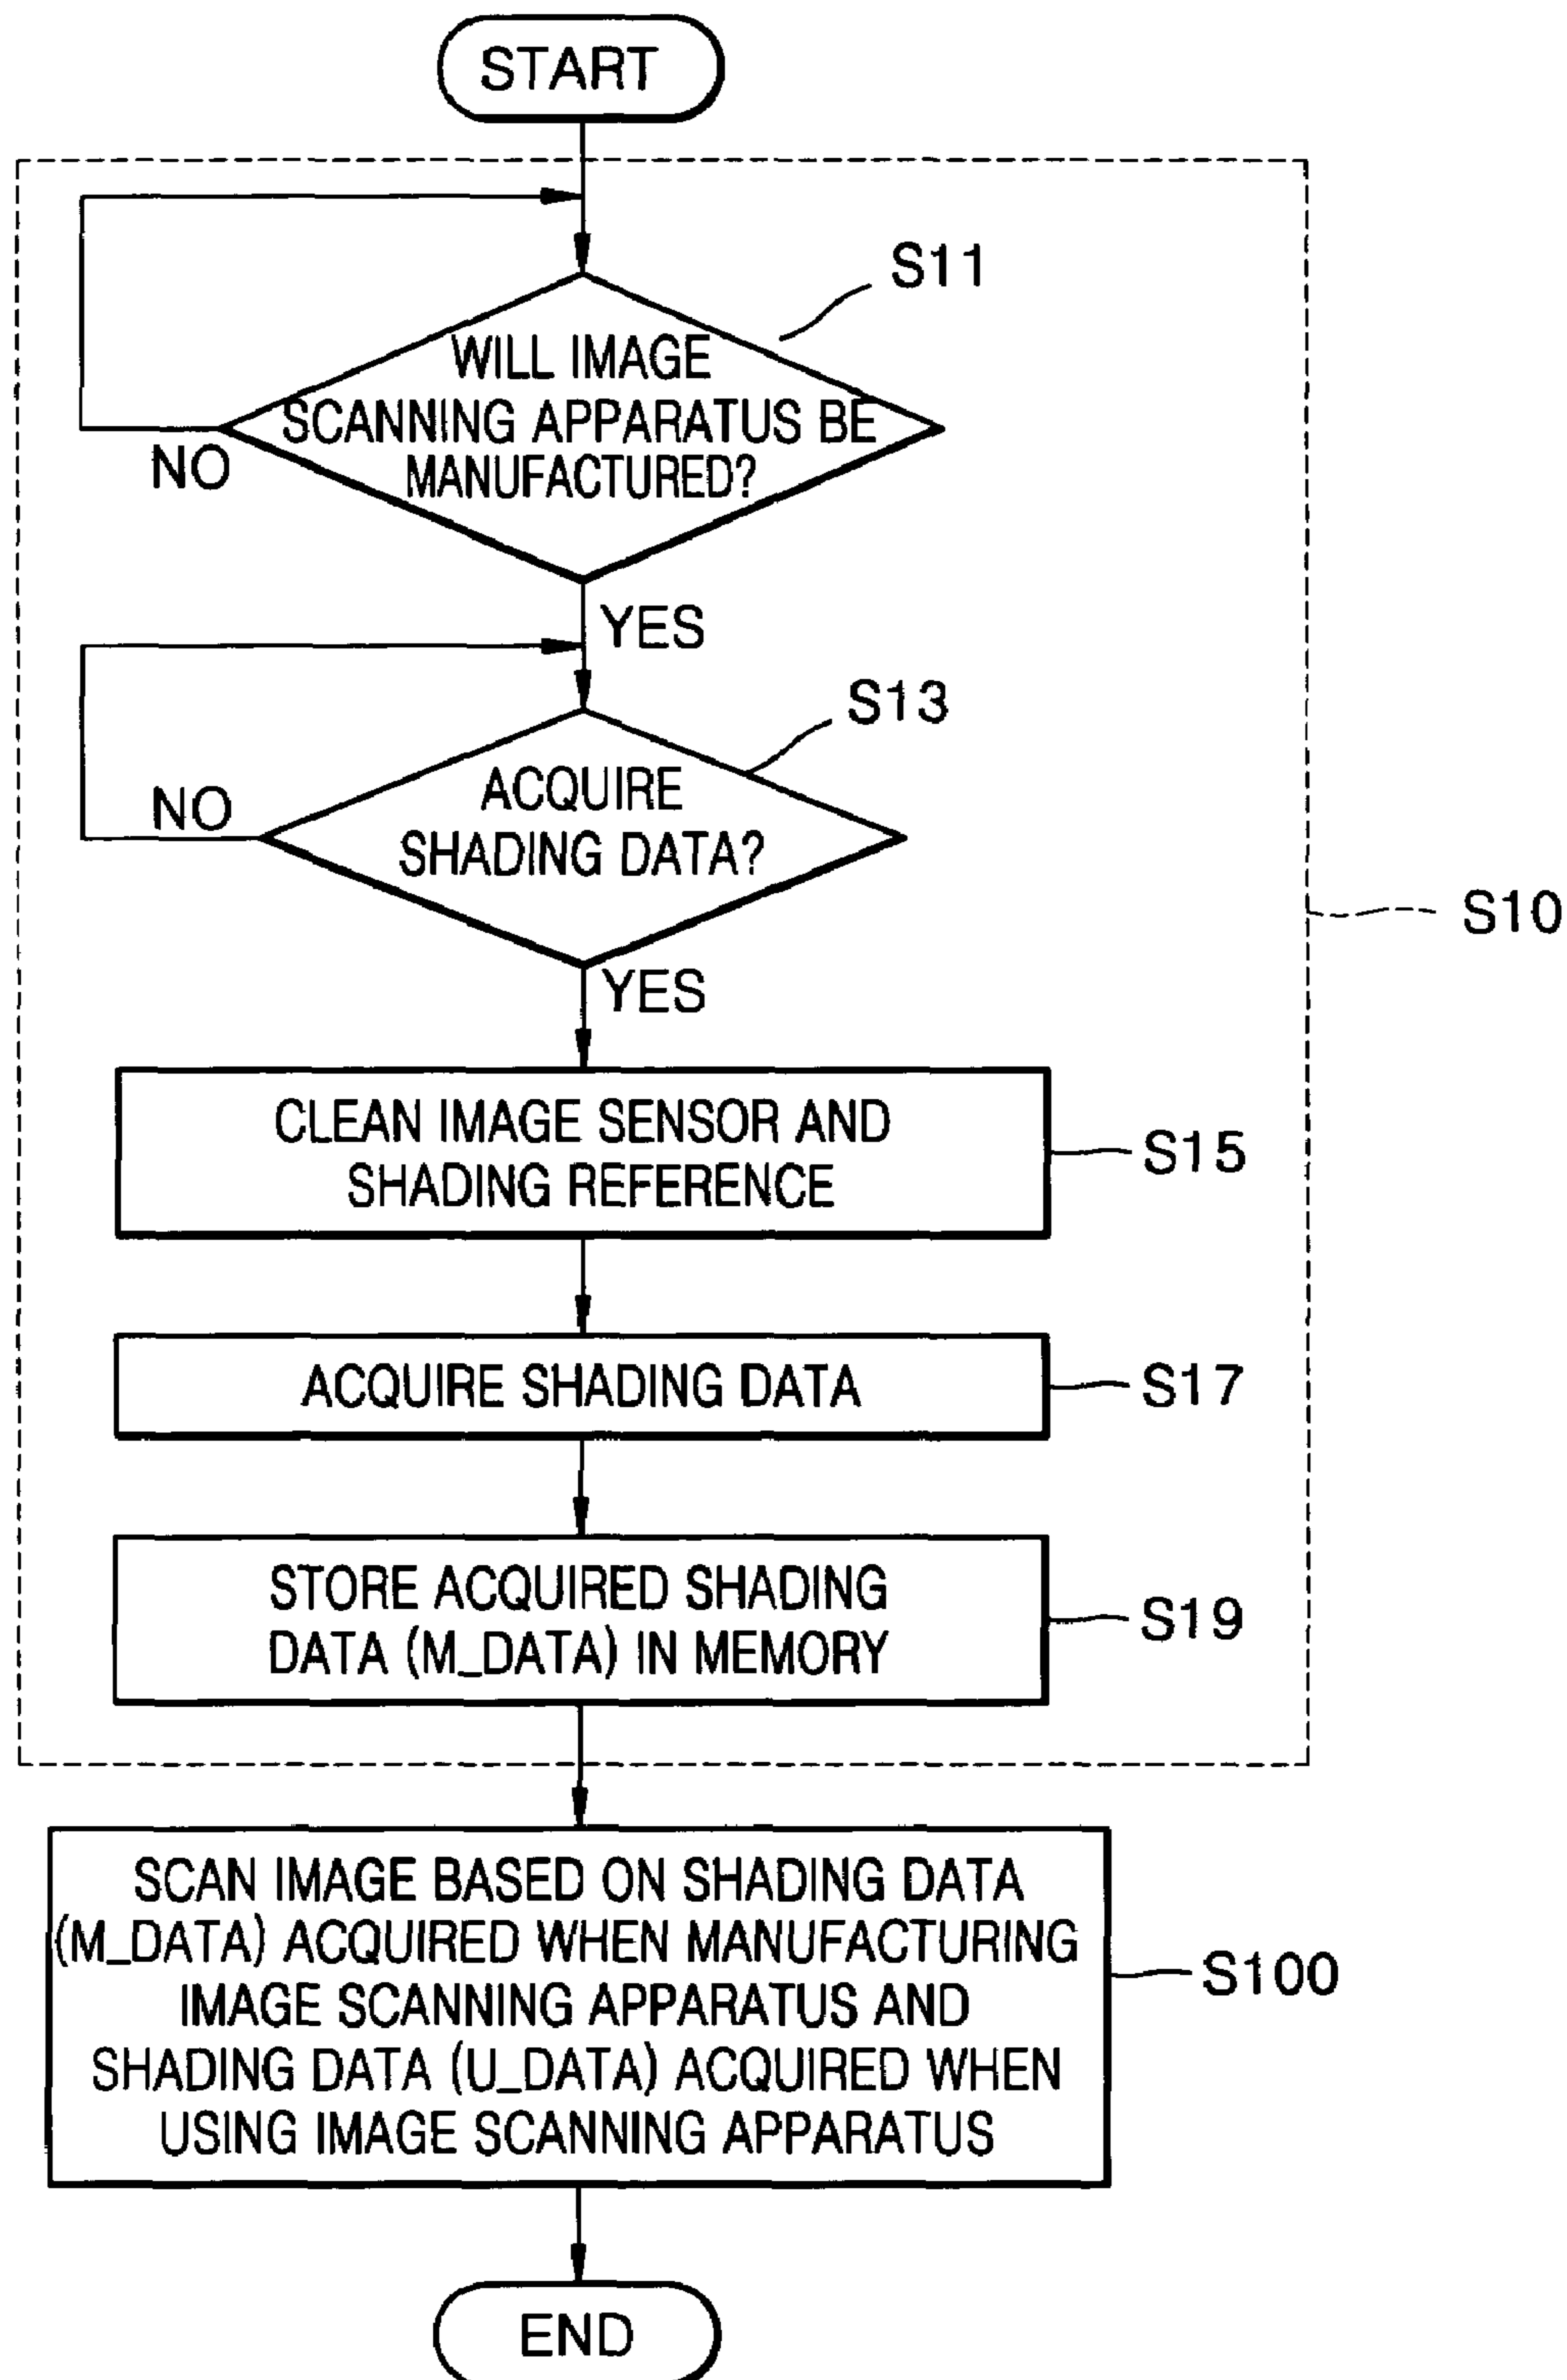 START
S11
WILL IMAGE
SCANNING APPARATUS BE
MANUFACTURED?
NO
YES
S13
ACQUIRE
SHADING DATA?
NO
S10
YES
CLEAN IMAGE SENSOR AND
SHADING REFERENCE
S15
ACQUIRE SHADING DATA
S17
STORE ACQUIRED SHADING
DATA (M_DATA) IN MEMORY
S19
SCAN IMAGE BASED ON SHADING DATA
(M_DATA) ACQUIRED WHEN MANUFACTURING
IMAGE SCANNING APPARATUS AND
SHADING DATA (U_DATA) ACQUIRED WHEN
USING IMAGE SCANNING APPARATUS
S100
END